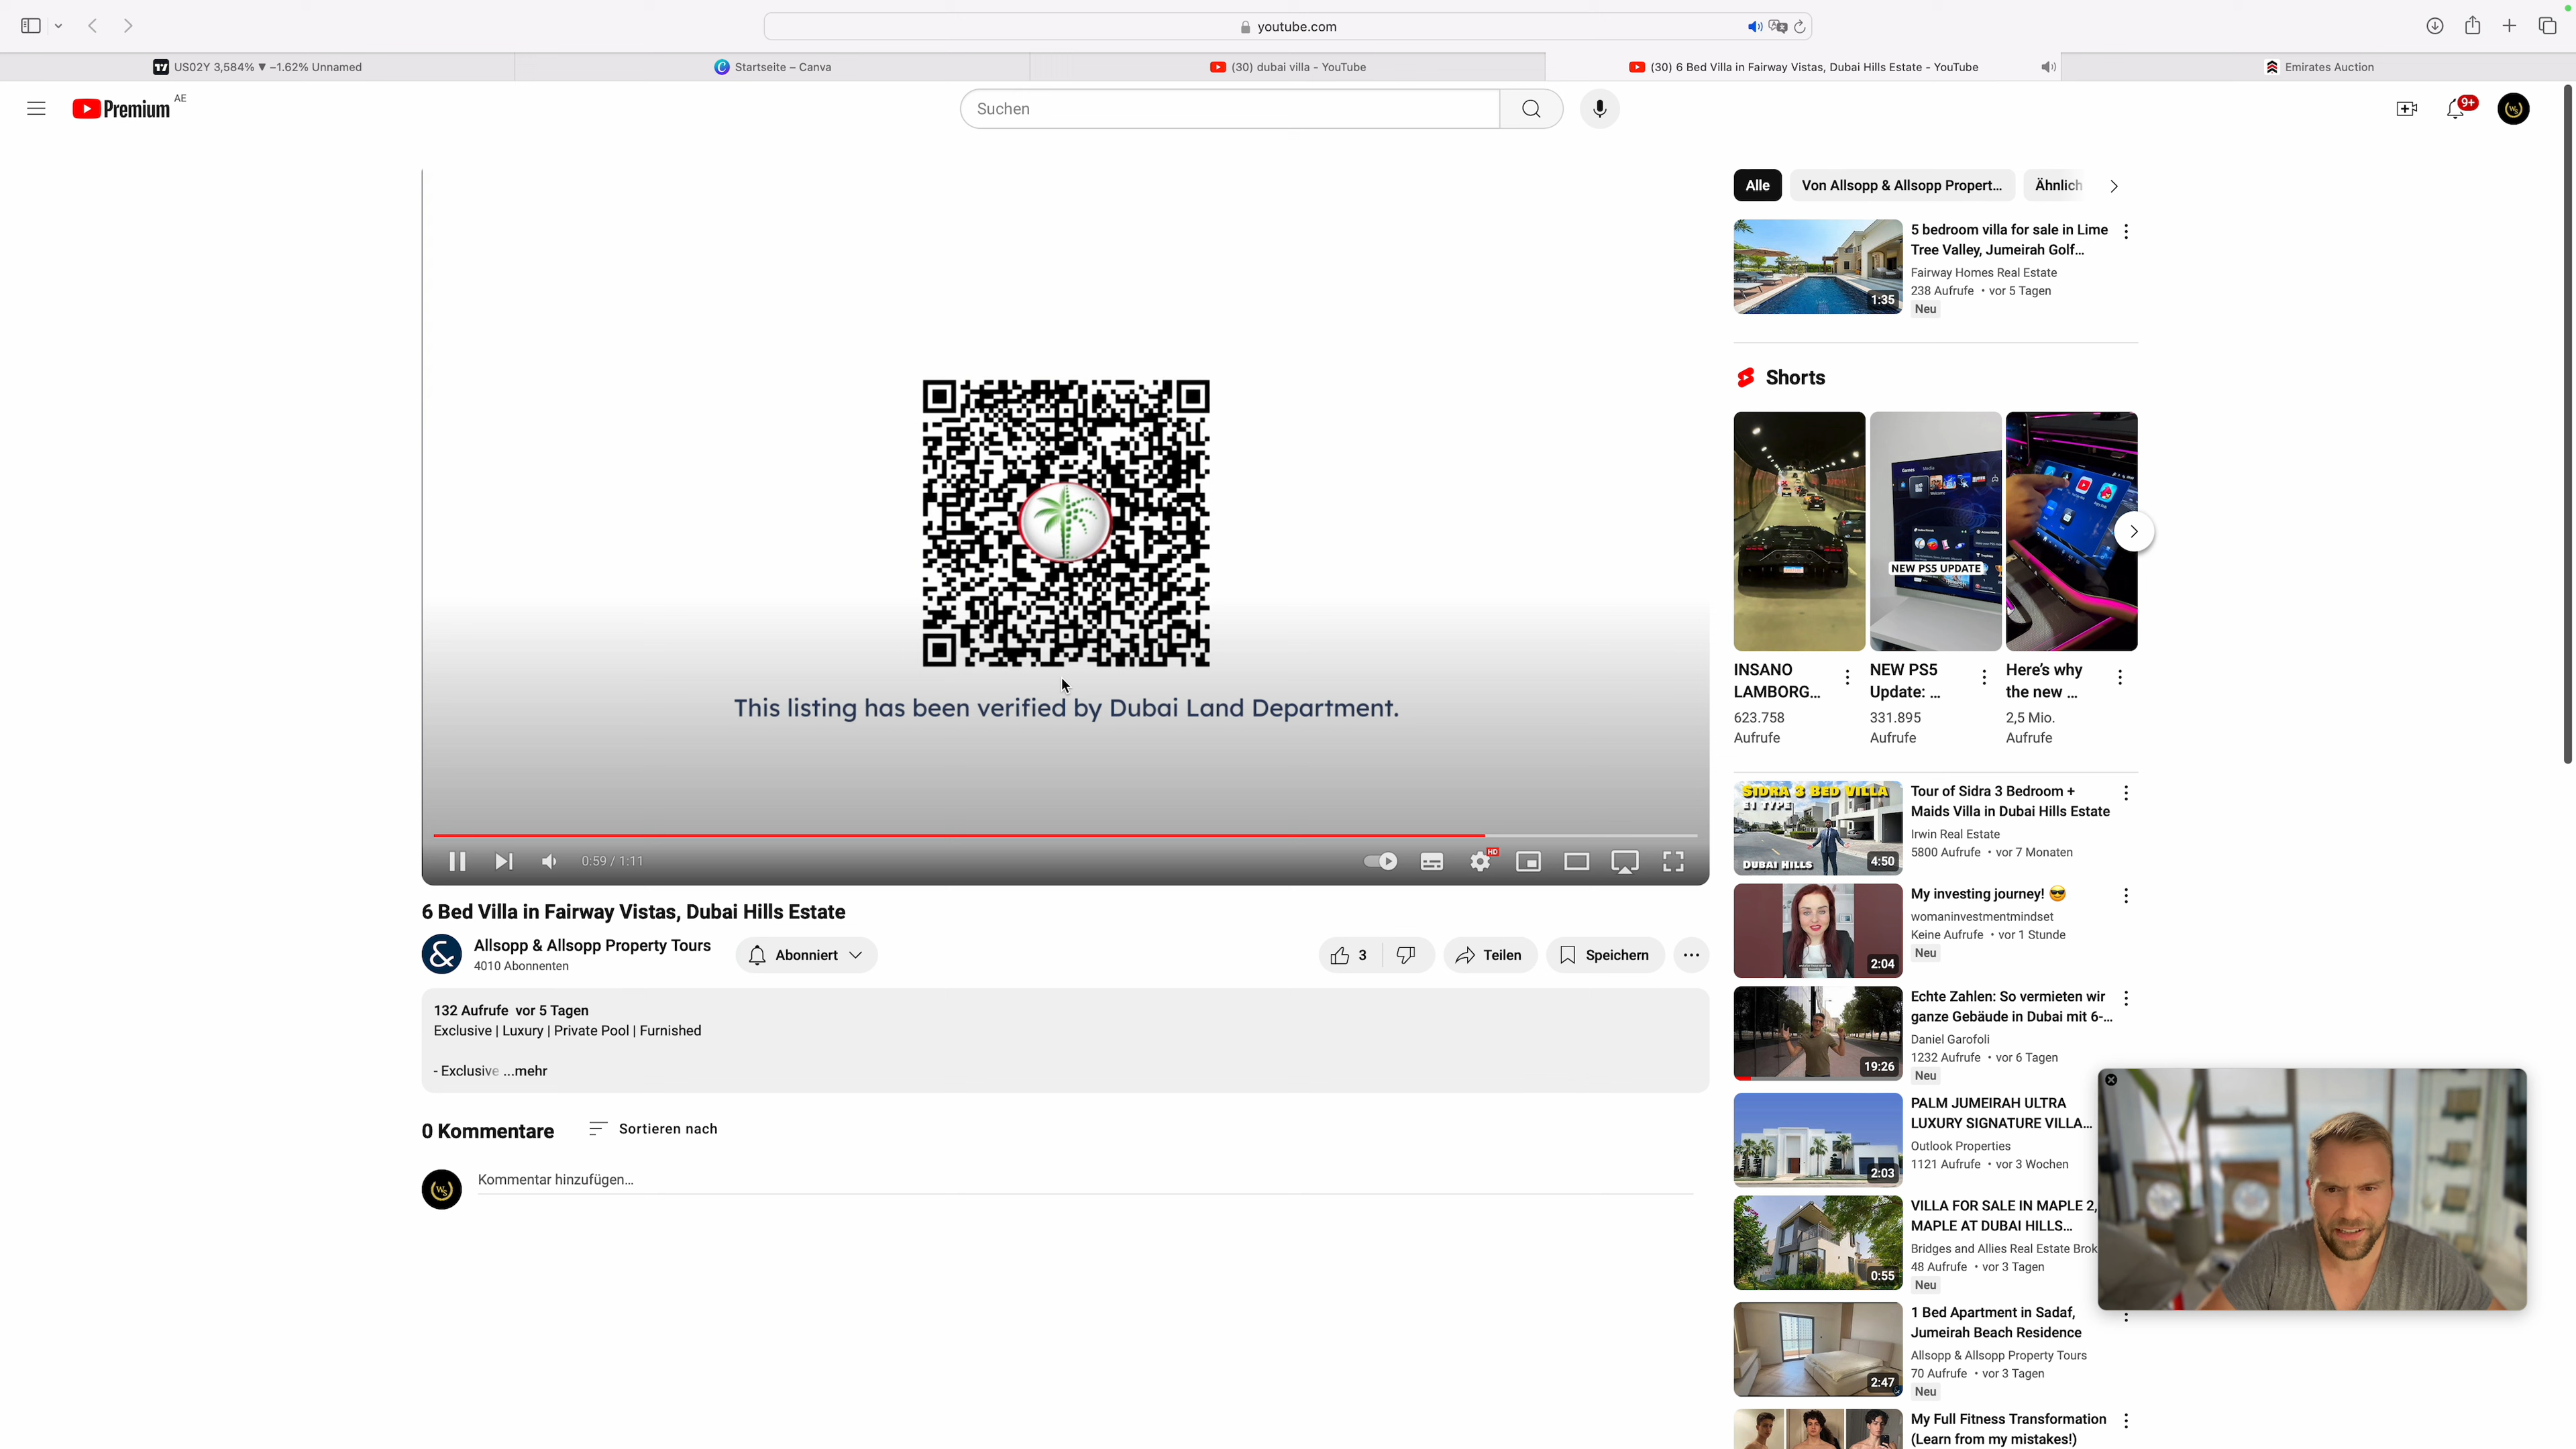 youtube.com
US02Y 3,584% ▼ −1.62% Unnamed
Startseite – Canva
(30) dubai villa - YouTube
(30) 6 Bed Villa in Fairway Vistas, Dubai Hills Estate - YouTube
Emirates Auction
Premium AE
Suchen
9+
Alle
Von Allsopp & Allsopp Propert...
Ähnlich
5 bedroom villa for sale in Lime
Tree Valley, Jumeirah Golf...
Fairway Homes Real Estate
238 Aufrufe • vor 5 Tagen
Neu
1:35
Shorts
NEW PS5 UPDATE
INSANO
LAMBORG...
623.758
Aufrufe
NEW PS5
Update: ...
331.895
Aufrufe
Here's why
the new ...
2,5 Mio.
Aufrufe
This listing has been verified by Dubai Land Department.
0:59 / 1:11
HD
6 Bed Villa in Fairway Vistas, Dubai Hills Estate
Allsopp & Allsopp Property Tours
4010 Abonnenten
Abonniert
3
Teilen
Speichern
132 Aufrufe vor 5 Tagen
Exclusive | Luxury | Private Pool | Furnished
- Exclusive ...mehr
0 Kommentare
Sortieren nach
Kommentar hinzufügen...
SIDRA 3 BED VILLA
E1 TYPE
DUBAI HILLS
4:50
Tour of Sidra 3 Bedroom +
Maids Villa in Dubai Hills Estate
Irwin Real Estate
5800 Aufrufe • vor 7 Monaten
2:04
My investing journey! 😎
womaninvestmentmindset
Keine Aufrufe • vor 1 Stunde
Neu
19:26
Echte Zahlen: So vermieten wir
ganze Gebäude in Dubai mit 6-...
Daniel Garofoli
1232 Aufrufe • vor 6 Tagen
Neu
2:03
PALM JUMEIRAH ULTRA
LUXURY SIGNATURE VILLA...
Outlook Properties
1121 Aufrufe • vor 3 Wochen
0:55
VILLA FOR SALE IN MAPLE 2,
MAPLE AT DUBAI HILLS...
Bridges and Allies Real Estate Brok
48 Aufrufe • vor 3 Tagen
Neu
2:47
1 Bed Apartment in Sadaf,
Jumeirah Beach Residence
Allsopp & Allsopp Property Tours
70 Aufrufe • vor 3 Tagen
Neu
My Full Fitness Transformation
(Learn from my mistakes!)